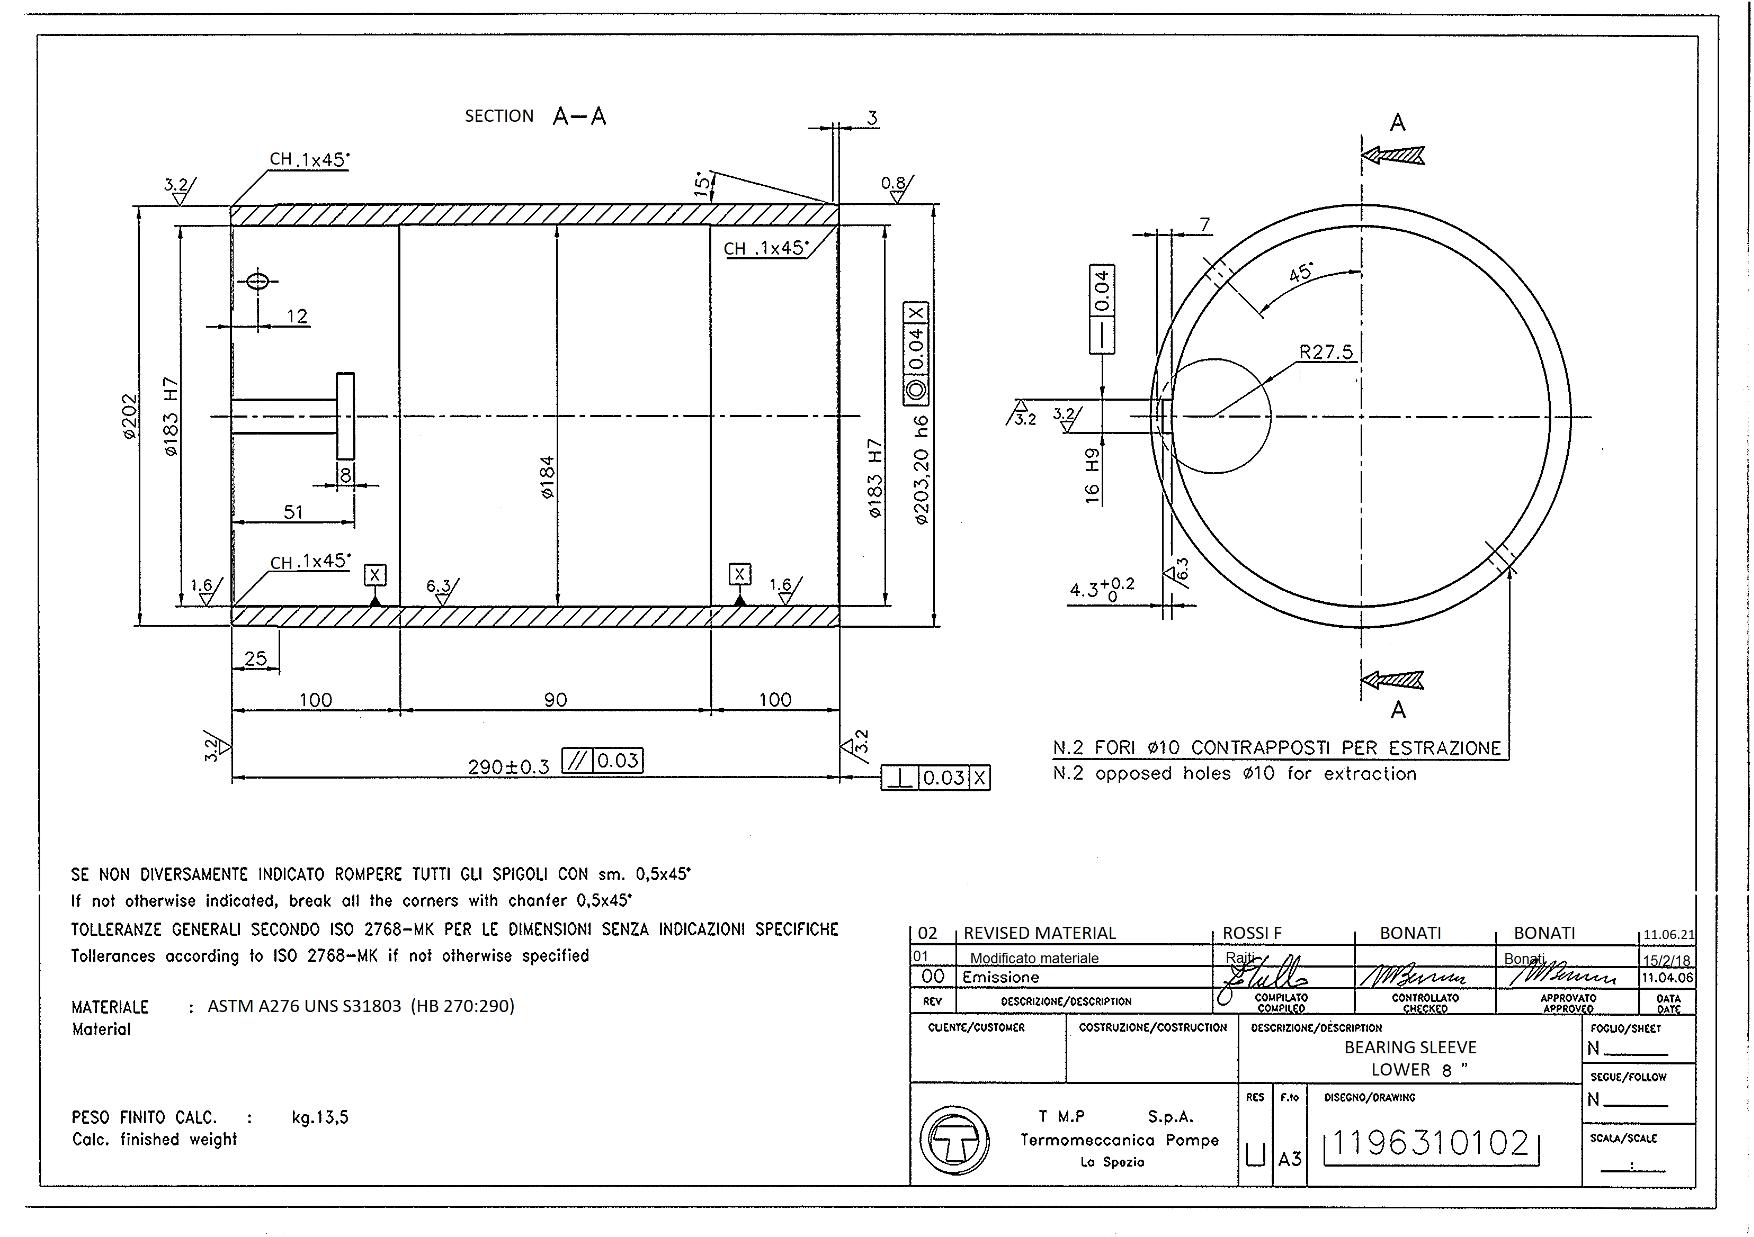 SECTION A-A
3
A
CH .1x45°
3.2
15°
0.8
7
CH .1x45°
45°
0.04
12
R27.5
ø202
ø183 H7
ø184
ø183 H7
ø203,20 h6
◎ 0.04 X
3.2
3.2
16 H9
8
51
CH .1x45°
1.6
X
6.3
X
1.6
6.3
4.3 +0.2 0
25
100
90
100
A
3.2
290±0.3 // 0.03
3.2
⊥ 0.03 X
N.2 FORI ø10 CONTRAPPOSTI PER ESTRAZIONE
N.2 opposed holes ø10 for extraction
SE NON DIVERSAMENTE INDICATO ROMPERE TUTTI GLI SPIGOLI CON sm. 0,5x45°
If not otherwise indicated, break all the corners with chanfer 0,5x45°
TOLLERANZE GENERALI SECONDO ISO 2768-MK PER LE DIMENSIONI SENZA INDICAZIONI SPECIFICHE
Tollerances according to ISO 2768-MK if not otherwise specified
MATERIALE : ASTM A276 UNS S31803 (HB 270:290)
Material
PESO FINITO CALC. : kg.13,5
Calc. finished weight
02 REVISED MATERIAL ROSSI F BONATI BONATI 11.06.21
01 Modificato materiale Raiti Bonati 15/2/18
00 Emissione 11.04.06
REV DESCRIZIONE/DESCRIPTION COMPILATO COMPILED CONTROLLATO CHECKED APPROVATO APPROVED DATA DATE
CLIENTE/CUSTOMER COSTRUZIONE/COSTRUCTION DESCRIZIONE/DESCRIPTION FOGLIO/SHEET
BEARING SLEEVE
LOWER 8 "
N
SEGUE/FOLLOW
N
T M.P S.p.A.
Termomeccanica Pompe
La Spezia
RES F.to DISEGNO/DRAWING
U A3 1196310102
SCALA/SCALE
: